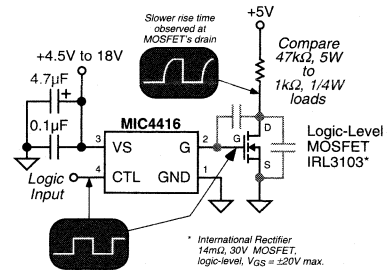 Slower rise time
observed at
MOSFET's drain
+5V
Compare
47kΩ, 5W
to
1kΩ, 1/4W
loads
+4.5V to 18V
4.7µF
+
0.1µF
MIC4416
3
VS
G
2
4
CTL
GND
1
Logic
Input
G
D
S
Logic-Level
MOSFET
IRL3103*
* International Rectifier
14mΩ, 30V MOSFET,
logic-level, VGS = ±20V max.